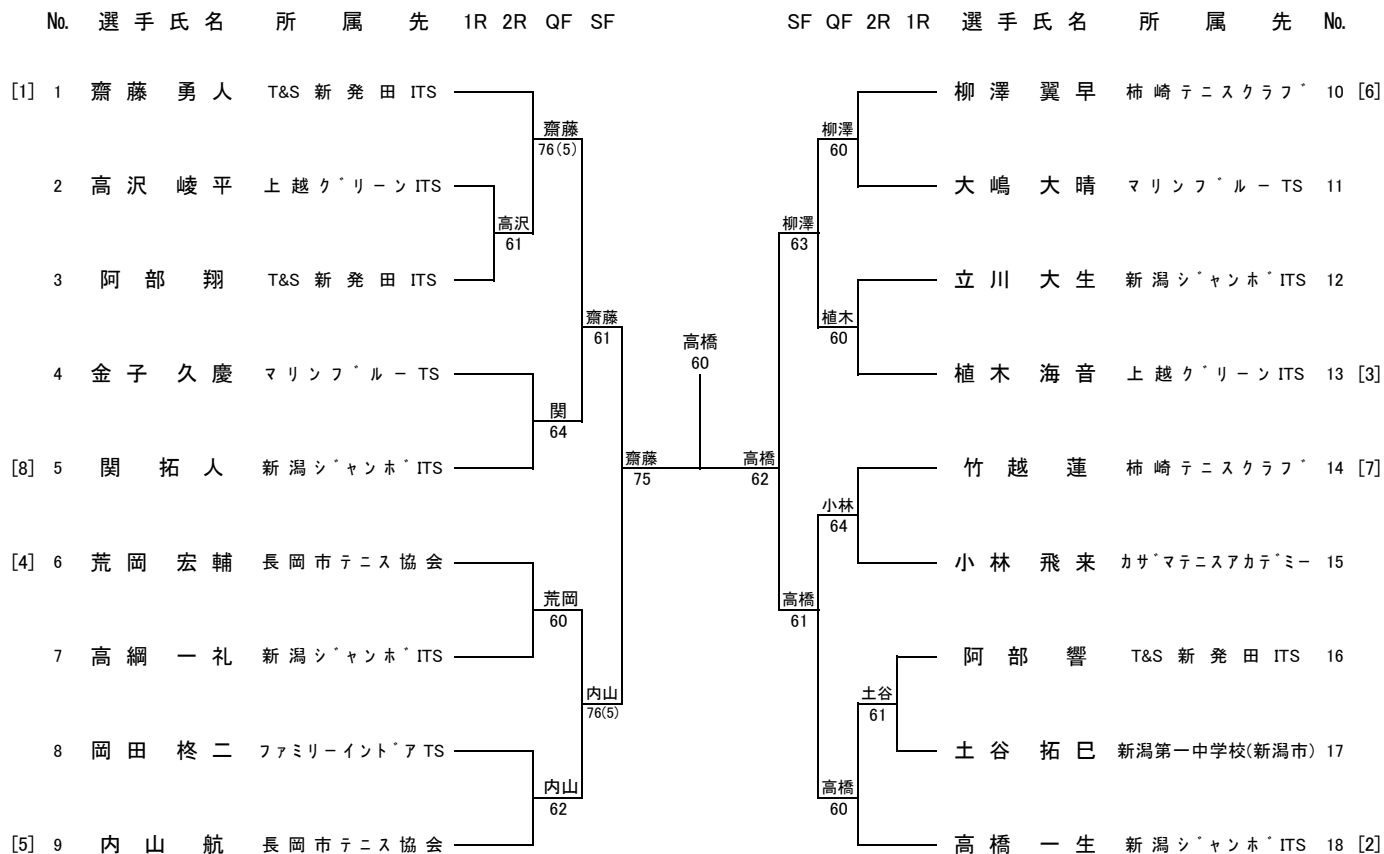 No. 選手氏名 所属先 1R 2R QF SF SF QF 2R 1R 選手氏名 所属先 No.
[1] 1 齋藤勇人 T&S新発田ITS 柳澤翼早 柿崎テニスクラブ 10 [6]
齋藤 柳澤
76(5) 60
2 高沢崚平 上越グリーンITS 大嶋大晴 マリンブルーTS 11
高沢 柳澤
61 63
3 阿部翔 T&S新発田ITS 立川大生 新潟ジャンボITS 12
齋藤 植木
61 60
高橋
60
4 金子久慶 マリンブルーTS 植木海音 上越グリーンITS 13 [3]
関
64
[8] 5 関拓人 新潟ジャンボITS 竹越蓮 柿崎テニスクラブ 14 [7]
齋藤 高橋
75 62
小林
64
[4] 6 荒岡宏輔 長岡市テニス協会 小林飛来 カザマテニスアカデミー 15
荒岡 高橋
60 61
7 高綱一礼 新潟ジャンボITS 阿部響 T&S新発田ITS 16
内山 土谷
76(5) 61
8 岡田柊二 ファミリーインドアTS 土谷拓巳 新潟第一中学校(新潟市) 17
内山 高橋
62 60
[5] 9 内山航 長岡市テニス協会 高橋一生 新潟ジャンボITS 18 [2]